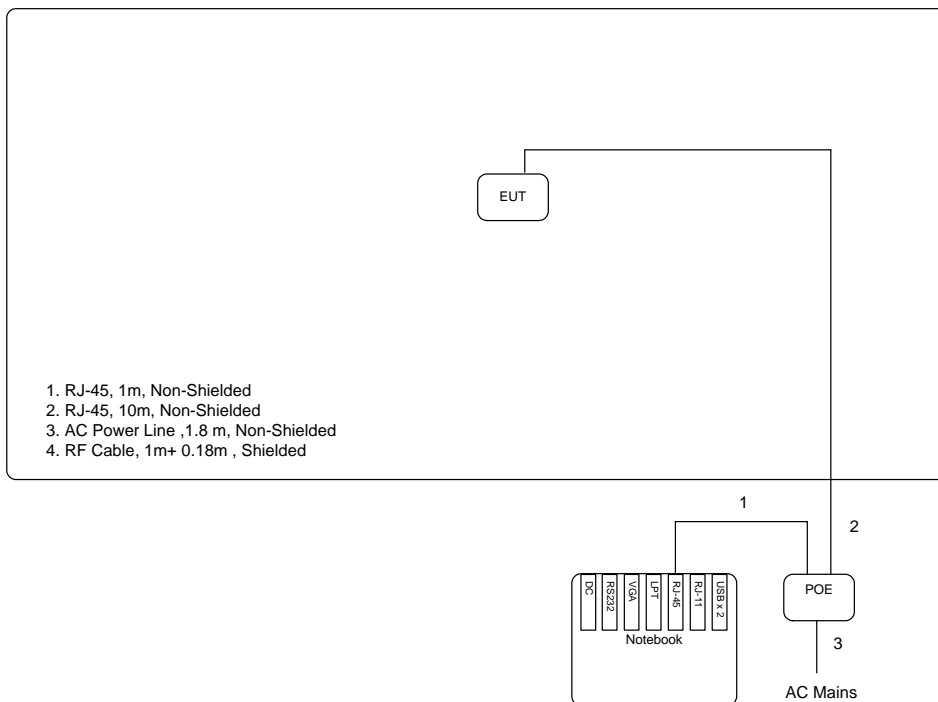 EUT
1. RJ-45, 1m, Non-Shielded
2. RJ-45, 10m, Non-Shielded
3. AC Power Line ,1.8 m, Non-Shielded
4. RF Cable, 1m+ 0.18m , Shielded
1
2
DC
RS232
VGA
LPT
RJ-45
RJ-11
USB x 2
POE
Notebook
3
AC Mains